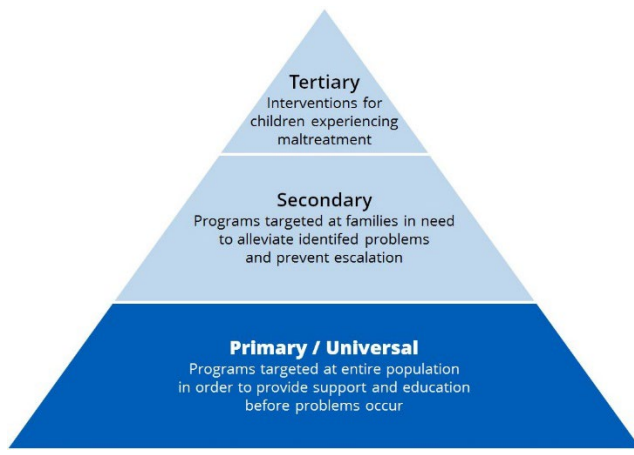 Tertiary
Interventions for
children experiencing
maltreatment
Secondary
Programs targeted at families in need
to alleviate identifed problems
and prevent escalation
Primary / Universal
Programs targeted at entire population
in order to provide support and education
before problems occur